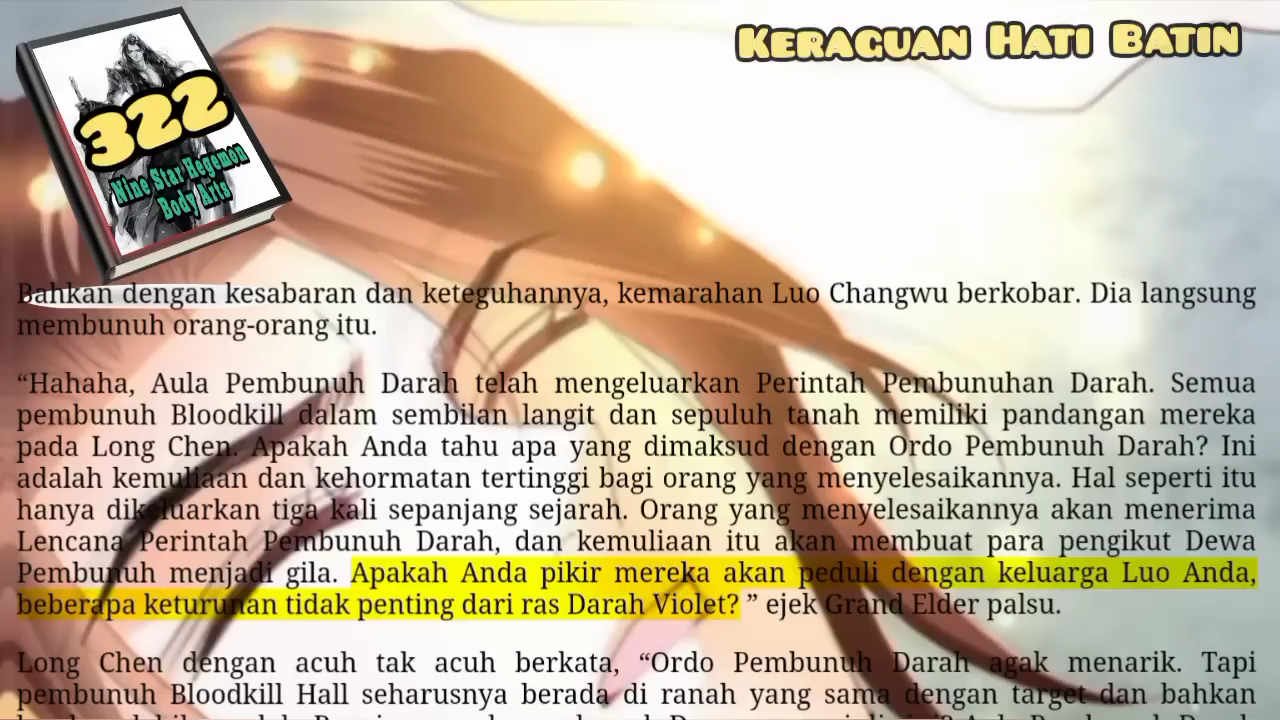 Keraguan Hati Batin
322
Nine Star Hegemon
Body Arts
Bahkan dengan kesabaran dan keteguhannya, kemarahan Luo Changwu berkobar. Dia langsung
membunuh orang-orang itu.
“Hahaha, Aula Pembunuh Darah telah mengeluarkan Perintah Pembunuhan Darah. Semua
pembunuh Bloodkill dalam sembilan langit dan sepuluh tanah memiliki pandangan mereka
pada Long Chen. Apakah Anda tahu apa yang dimaksud dengan Ordo Pembunuh Darah? Ini
adalah kemuliaan dan kehormatan tertinggi bagi orang yang menyelesaikannya. Hal seperti itu
hanya dikeluarkan tiga kali sepanjang sejarah. Orang yang menyelesaikannya akan menerima
Lencana Perintah Pembunuh Darah, dan kemuliaan itu akan membuat para pengikut Dewa
Pembunuh menjadi gila. Apakah Anda pikir mereka akan peduli dengan keluarga Luo Anda,
beberapa keturunan tidak penting dari ras Darah Violet? ” ejek Grand Elder palsu.
Long Chen dengan acuh tak acuh berkata, “Ordo Pembunuh Darah agak menarik. Tapi
pembunuh Bloodkill Hall seharusnya berada di ranah yang sama dengan target dan bahkan